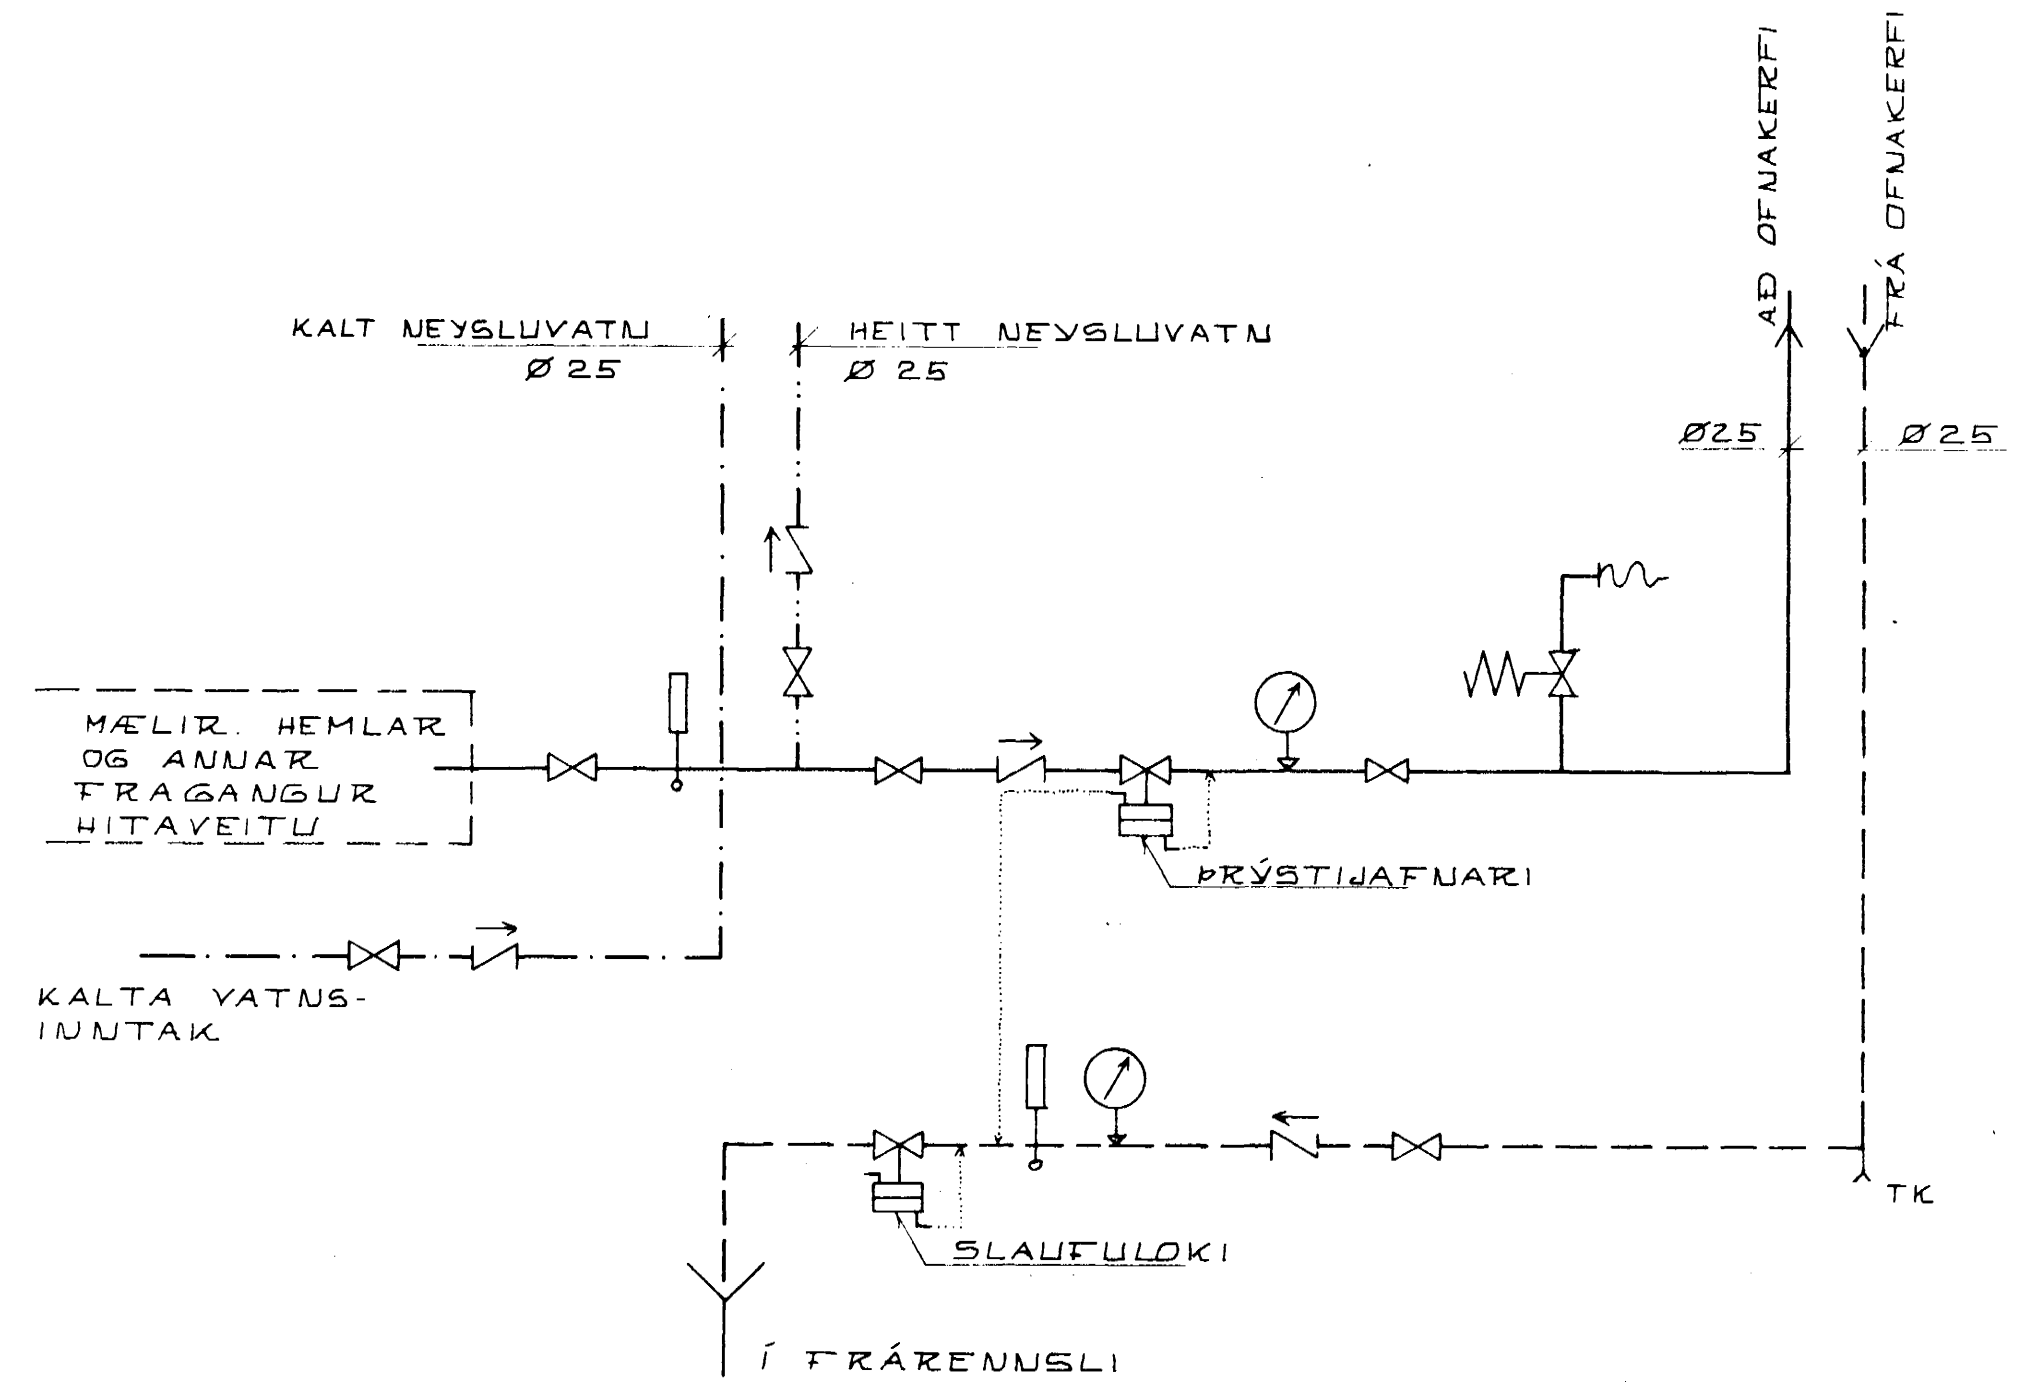 AÐ OFNAKERFI
FRÁ OFNAKERFI
KALT NEYSLUVATN
Ø 25
HEITT NEYSLUVATN
Ø 25
Ø25
Ø25
MÆLIR. HEMLAR
OG ANNAR
FRAGANGUR
HITAVEITU
ÞRÝSTIJAFNARI
KALTA VATNS-
INNTAK
TK
SLAUFULOKI
Í FRÁRENNSLI